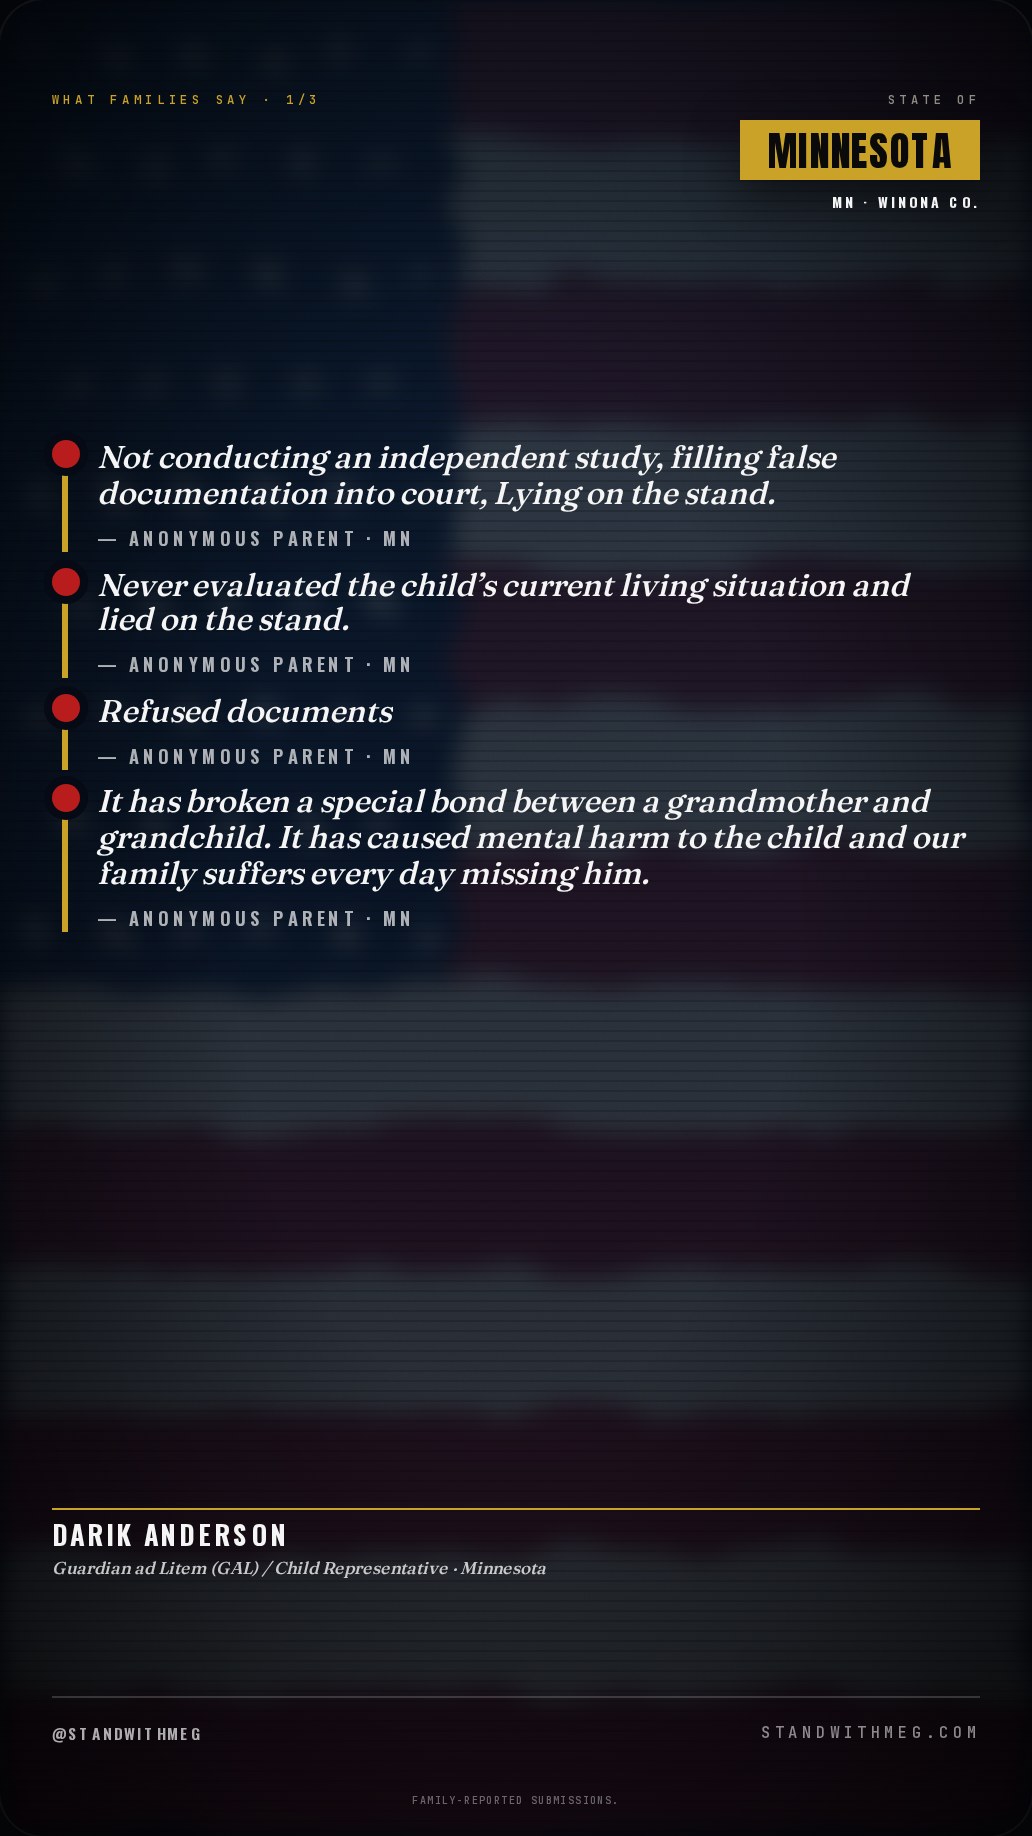 WHAT FAMILIES SAY · 1/3
STATE OF
MINNESOTA
MN · WINONA CO.
Not conducting an independent study, filling false
documentation into court, Lying on the stand.
— ANONYMOUS PARENT · MN
Never evaluated the child’s current living situation and
lied on the stand.
— ANONYMOUS PARENT · MN
Refused documents
— ANONYMOUS PARENT · MN
It has broken a special bond between a grandmother and
grandchild. It has caused mental harm to the child and our
family suffers every day missing him.
— ANONYMOUS PARENT · MN
DARIK ANDERSON
Guardian ad Litem (GAL) / Child Representative · Minnesota
@STANDWITHMEG
STANDWITHMEG.COM
FAMILY-REPORTED SUBMISSIONS.